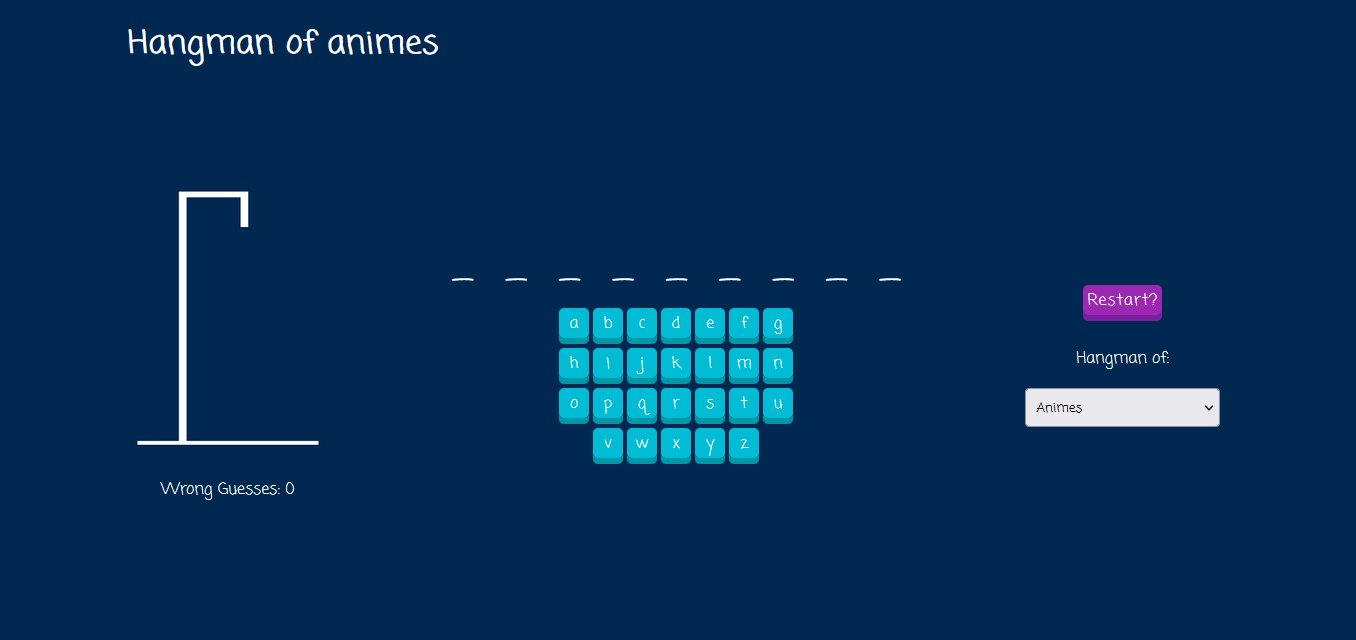 Hangman of animes
_ _ _ _ _ _ _ _ _
a b c d e f g
h i j k l m n
o p q r s t u
v w x y z
Wrong Guesses: 0
Restart?
Hangman of:
Animes